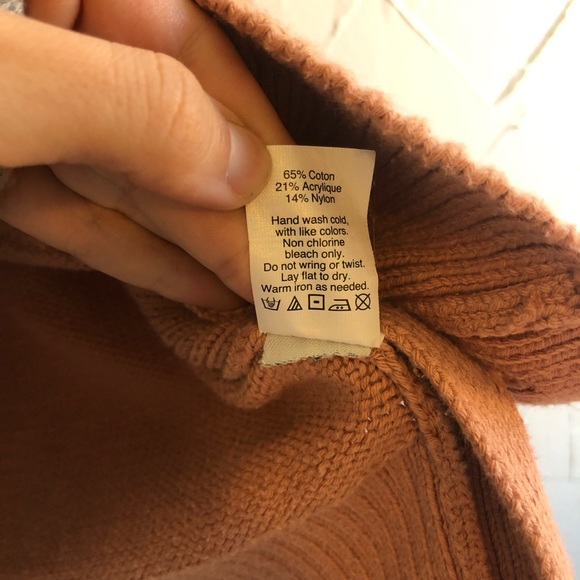 65% Coton
21% Acrylique
14% Nylon
Hand wash cold,
with like colors.
Non chlorine
bleach only.
Do not wring or twist.
Lay flat to dry.
Warm iron as needed.